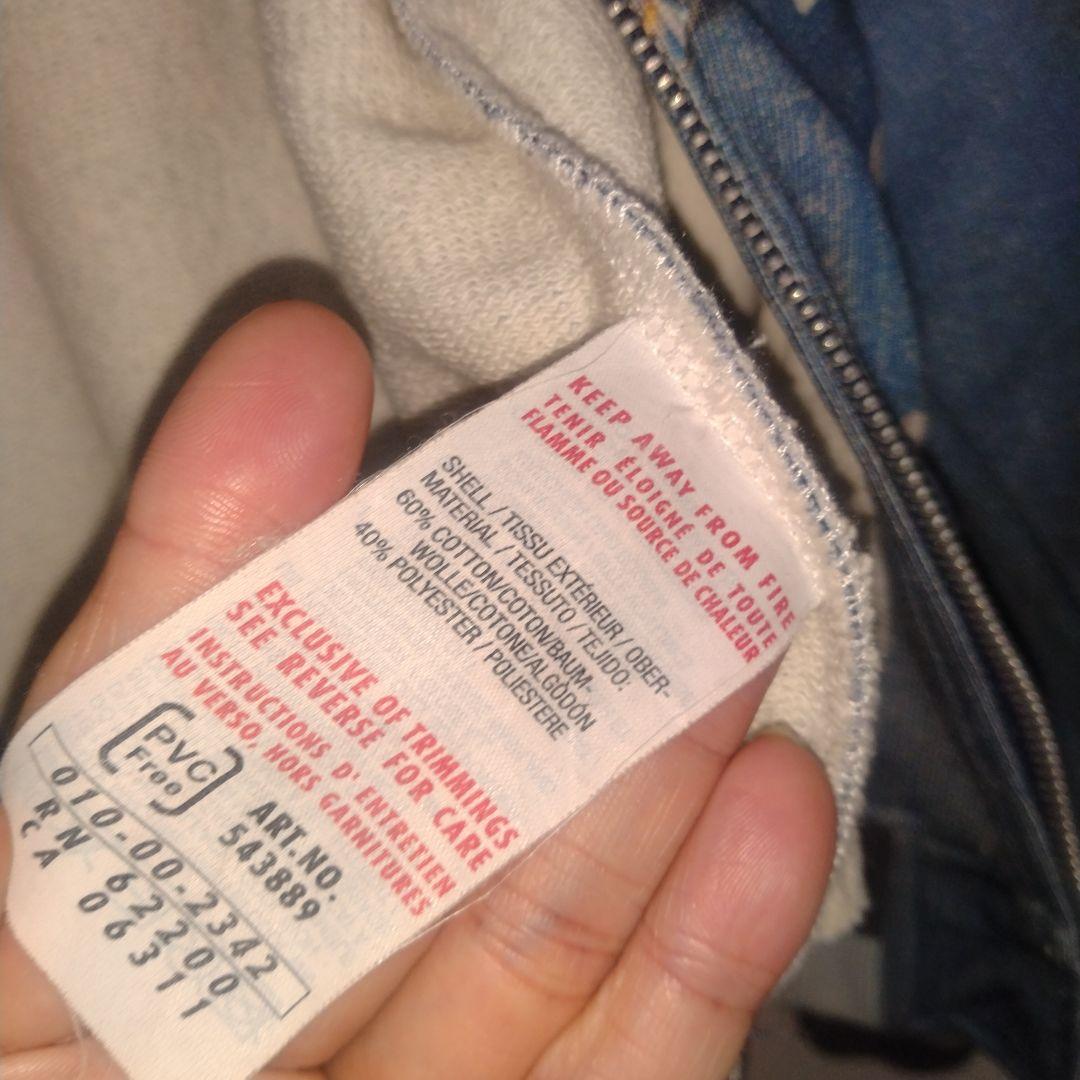 KEEP AWAY FROM FIRE
TENIR ÉLOIGNÉ DE TOUTE
FLAMME OU SOURCE DE CHALEUR
SHELL / TISSU EXTÉRIEUR / OBER-
MATERIAL / TESSUTO / TEJIDO:
60% COTTON/COTON/BAUM-
WOLLE/COTONE/ALGÓDÓN
40% POLYESTER / POLIESTERE
EXCLUSIVE OF TRIMMINGS
SEE REVERSE FOR CARE
INSTRUCTIONS D' ENTRETIEN
AU VERSO, HORS GARNITURES
PVC
Free
ART.NO.
543889
010-00-2342
RN 62200
CA 06311